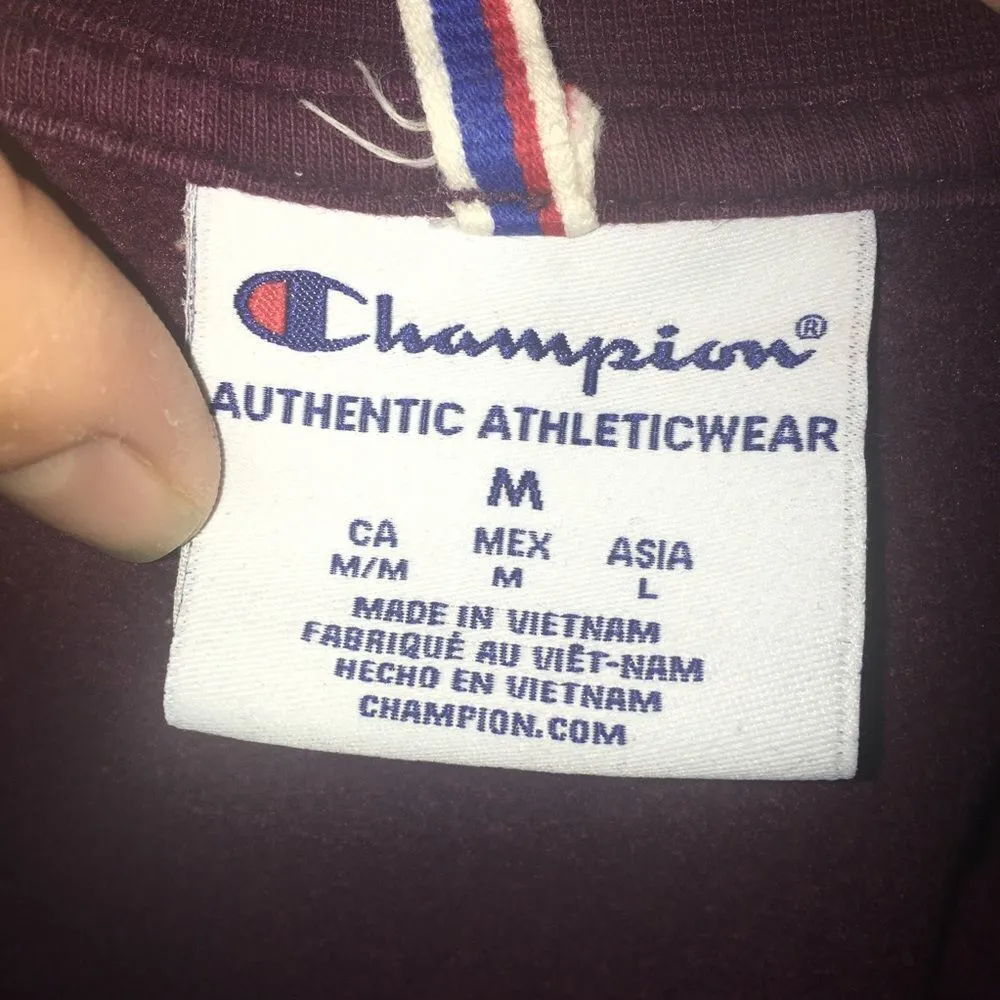 Champion®
AUTHENTIC ATHLETICWEAR
M
CA MEX ASIA
M/M M L
MADE IN VIETNAM
FABRIQUÉ AU VIÊT-NAM
HECHO EN VIETNAM
CHAMPION.COM